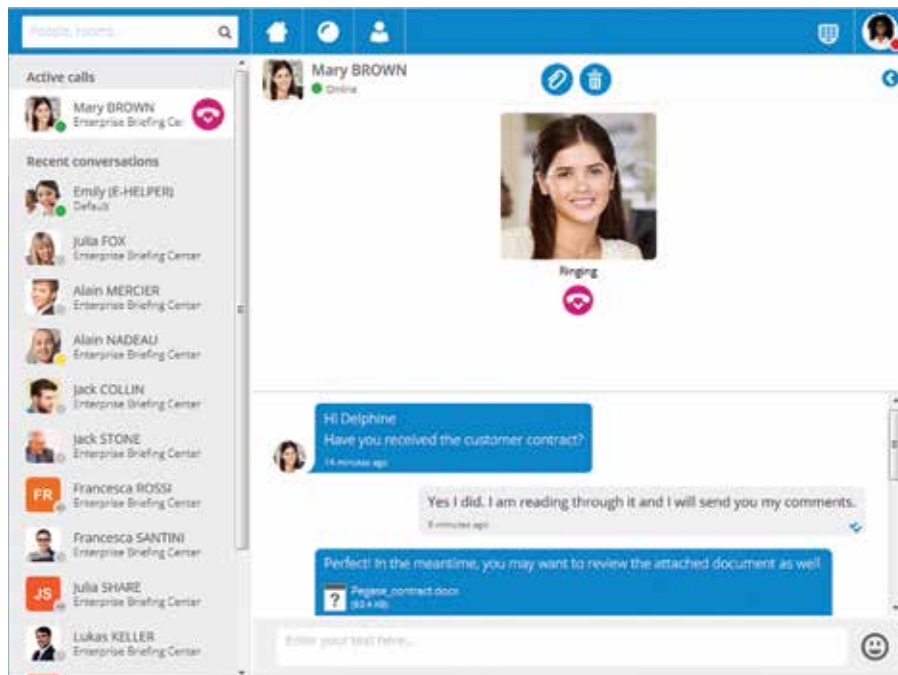 People, rooms
Active calls
Mary BROWN
Enterprise Briefing Cer
Recent conversations
Emily (E-HELPER)
Default
Julia FOX
Enterprise Briefing Center
Alain MERCIER
Enterprise Briefing Center
Alain NADEAU
Enterprise Briefing Center
Jack COLLIN
Enterprise Briefing Center
Jack STONE
Enterprise Briefing Center
FR
Francesca ROSSI
Enterprise Briefing Center
Francesca SANTINI
Enterprise Briefing Center
JS
Julia SHARE
Enterprise Briefing Center
Lukas KELLER
Enterprise Briefing Center
Mary BROWN
Online
Ringing
Hi Delphine
Have you received the customer contract?
14 minutes ago
Yes I did. I am reading through it and I will send you my comments.
9 minutes ago
Perfect! In the meantime, you may want to review the attached document as well
?
Pegase_contract.docx
Enter your text here...